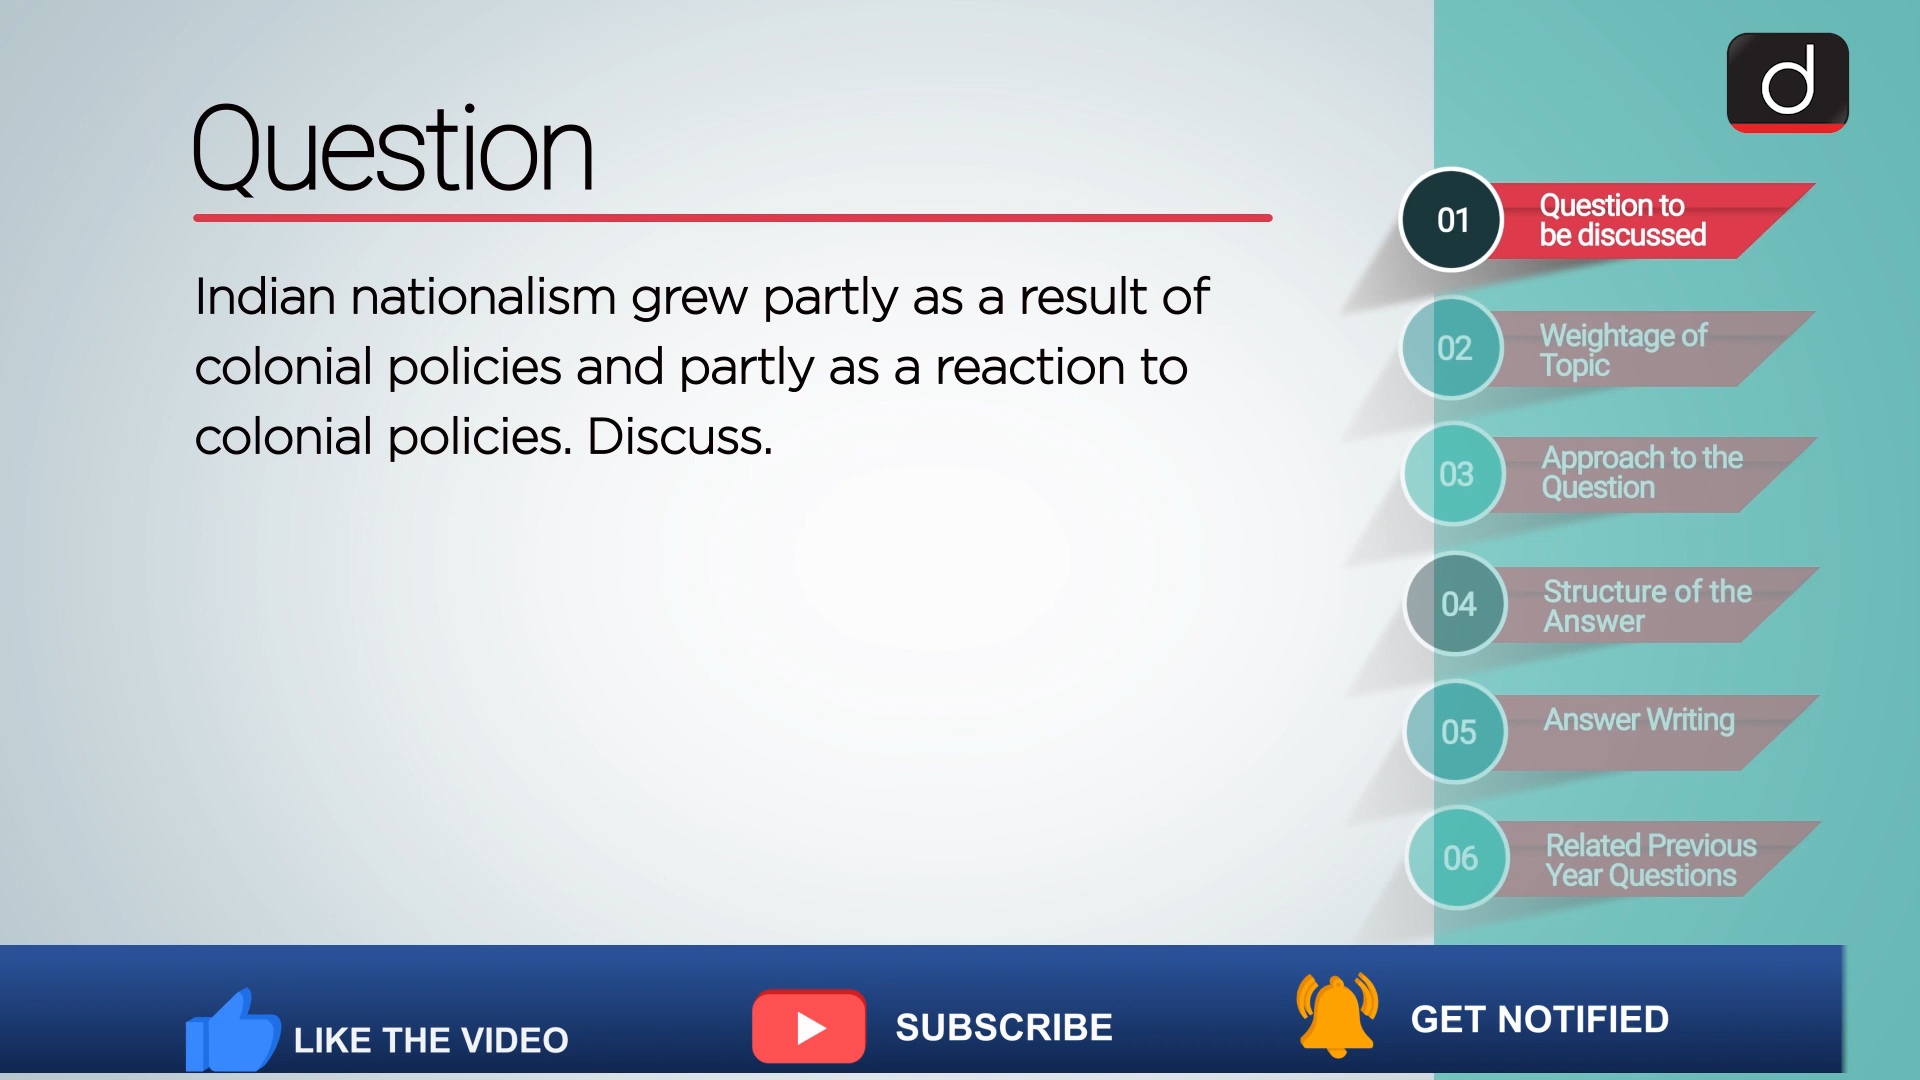 Question
Indian nationalism grew partly as a result of
colonial policies and partly as a reaction to
colonial policies. Discuss.
d
01
Question to
be discussed
02
Weightage of
Topic
03
Approach to the
Question
04
Structure of the
Answer
05
Answer Writing
06
Related Previous
Year Questions
LIKE THE VIDEO
SUBSCRIBE
GET NOTIFIED